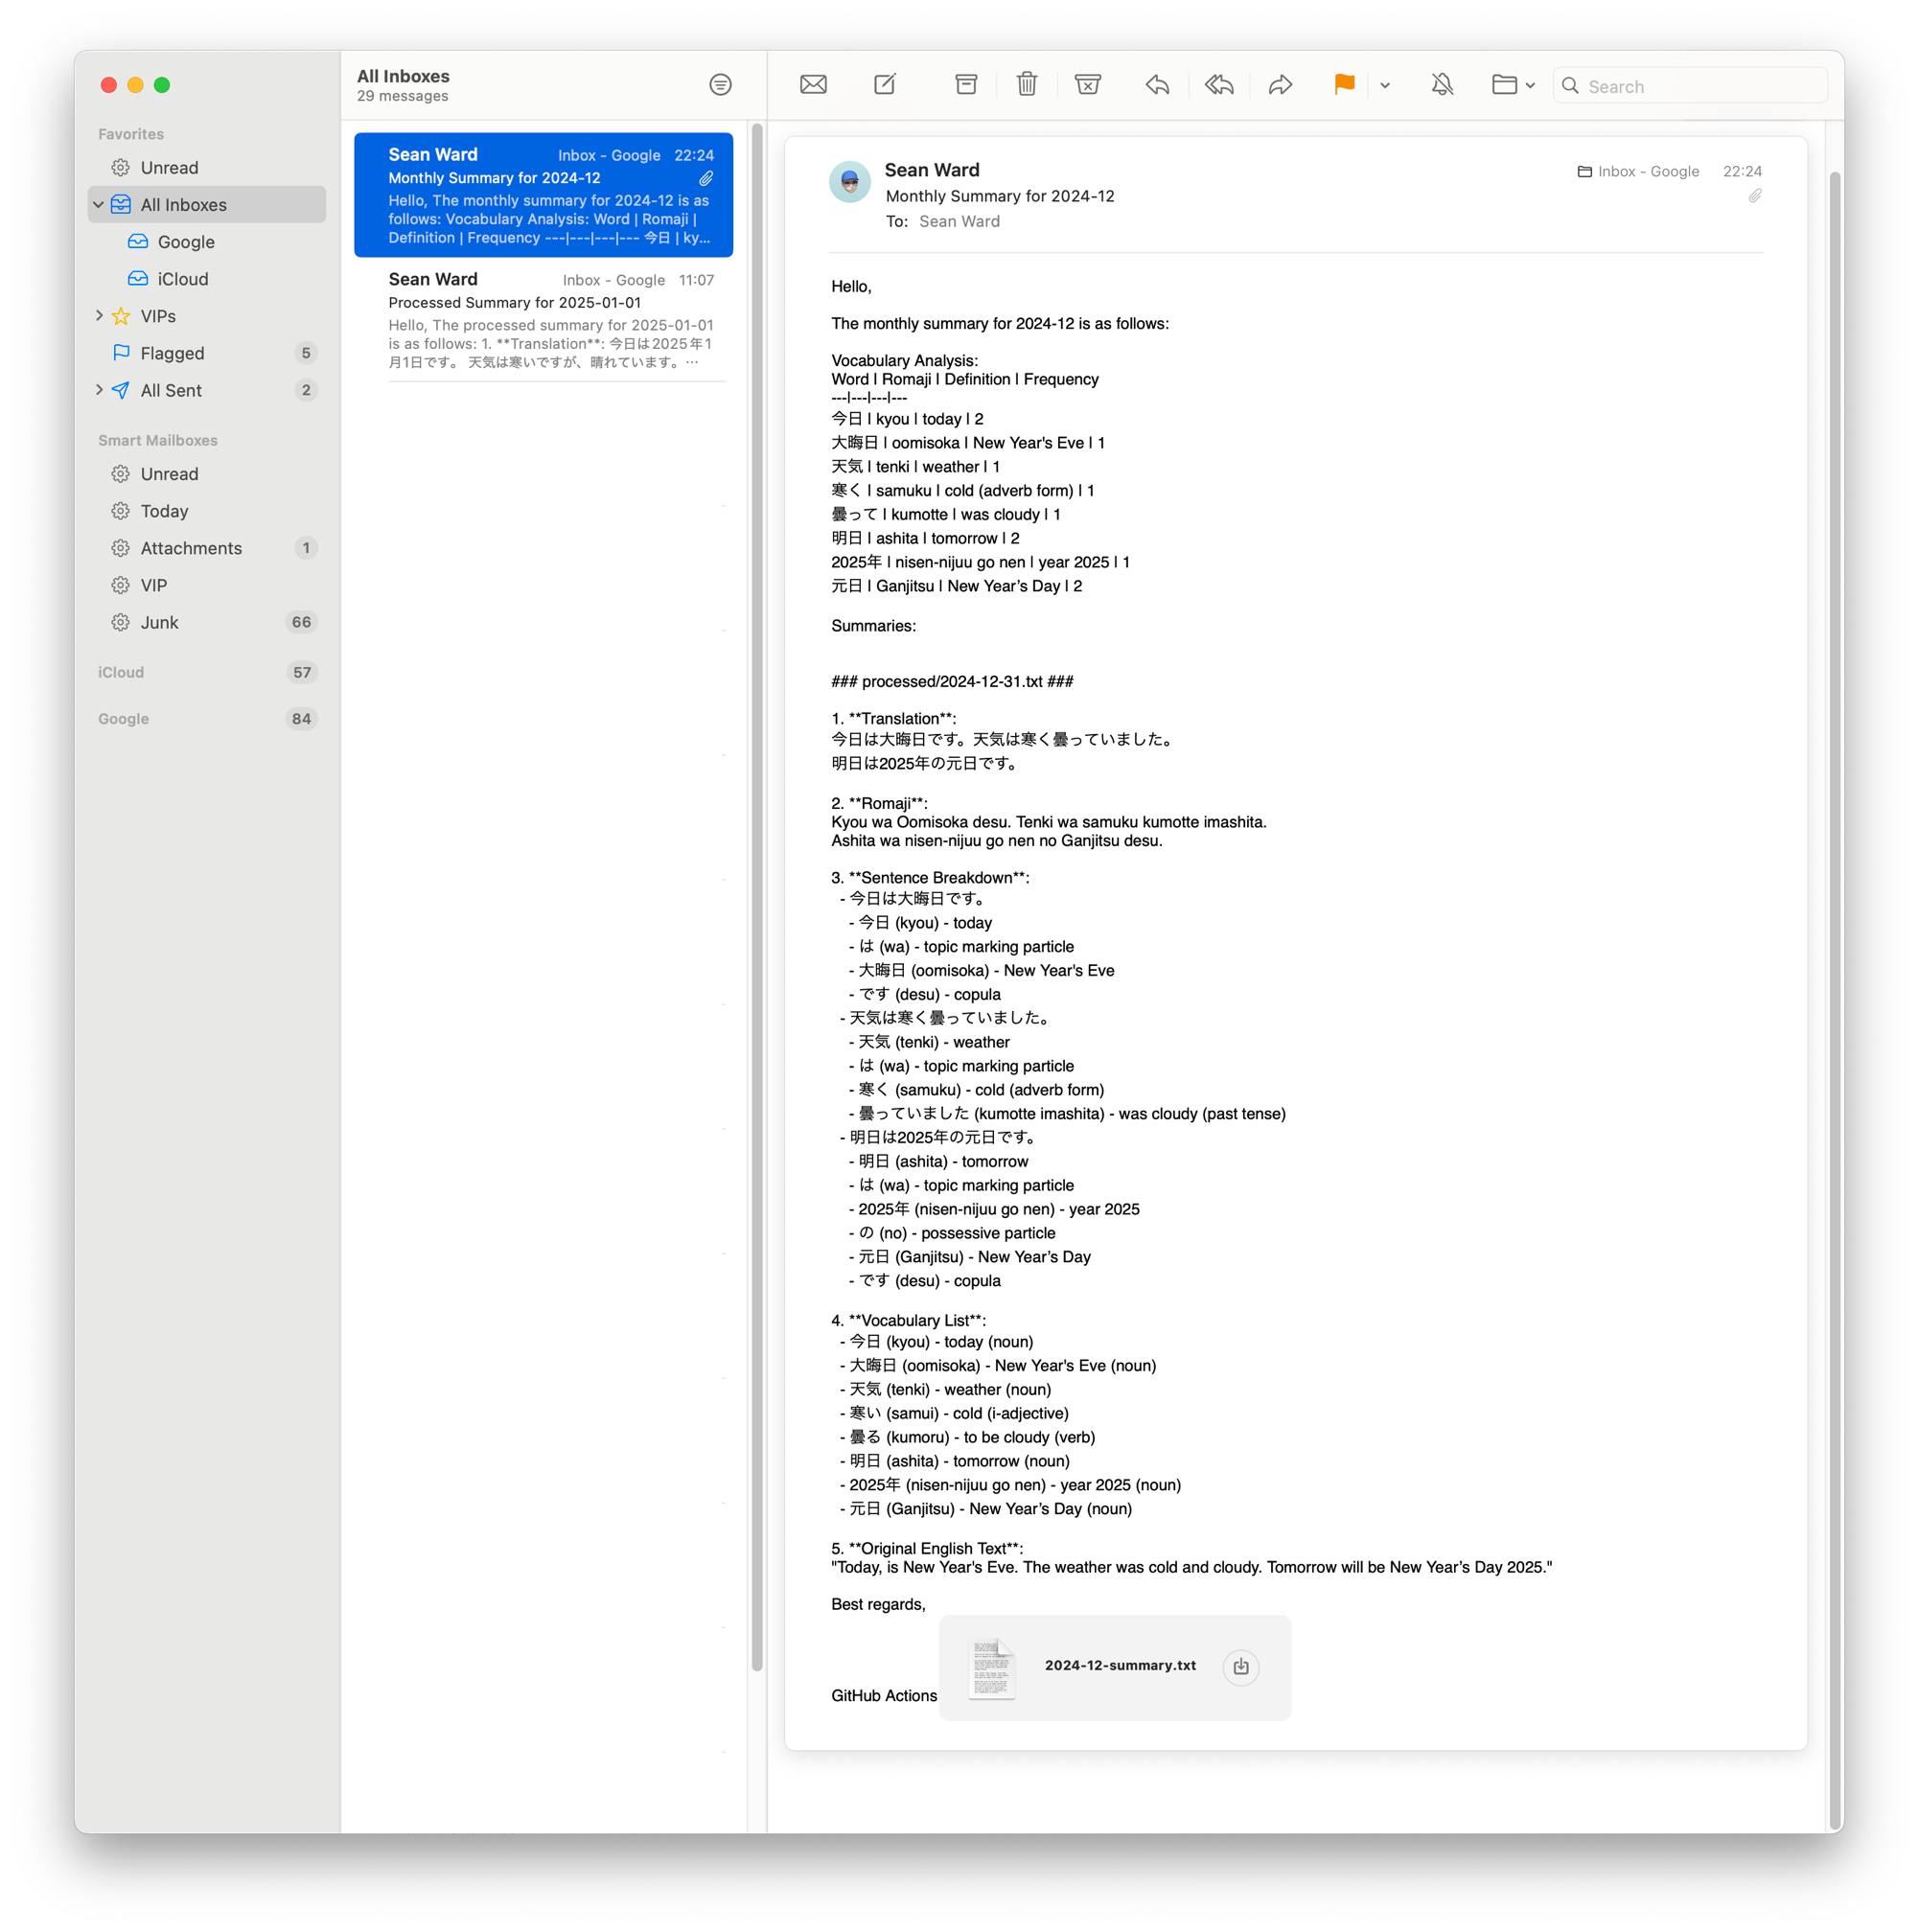 Favorites
Unread
All Inboxes
Google
iCloud
VIPs
Flagged 5
All Sent 2
Smart Mailboxes
Unread
Today
Attachments 1
VIP
Junk 66
iCloud 57
Google 84
All Inboxes
29 messages
Sean Ward Inbox - Google 22:24
Monthly Summary for 2024-12
Hello, The monthly summary for 2024-12 is as
follows: Vocabulary Analysis: Word | Romaji |
Definition | Frequency ---|---|---|--- 今日 | ky...
Sean Ward Inbox - Google 11:07
Processed Summary for 2025-01-01
Hello, The processed summary for 2025-01-01
is as follows: 1. **Translation**: 今日は2025年1
月1日です。 天気は寒いですが、晴れています。…
Search
Sean Ward Inbox - Google 22:24
Monthly Summary for 2024-12
To: Sean Ward
Hello,
The monthly summary for 2024-12 is as follows:
Vocabulary Analysis:
Word | Romaji | Definition | Frequency
---|---|---|---
今日 | kyou | today | 2
大晦日 | oomisoka | New Year's Eve | 1
天気 | tenki | weather | 1
寒く | samuku | cold (adverb form) | 1
曇って | kumotte | was cloudy | 1
明日 | ashita | tomorrow | 2
2025年 | nisen-nijuu go nen | year 2025 | 1
元日 | Ganjitsu | New Year’s Day | 2
Summaries:
### processed/2024-12-31.txt ###
1. **Translation**:
今日は大晦日です。天気は寒く曇っていました。
明日は2025年の元日です。
2. **Romaji**:
Kyou wa Oomisoka desu. Tenki wa samuku kumotte imashita.
Ashita wa nisen-nijuu go nen no Ganjitsu desu.
3. **Sentence Breakdown**:
- 今日は大晦日です。
- 今日 (kyou) - today
- は (wa) - topic marking particle
- 大晦日 (oomisoka) - New Year's Eve
- です (desu) - copula
- 天気は寒く曇っていました。
- 天気 (tenki) - weather
- は (wa) - topic marking particle
- 寒く (samuku) - cold (adverb form)
- 曇っていました (kumotte imashita) - was cloudy (past tense)
- 明日は2025年の元日です。
- 明日 (ashita) - tomorrow
- は (wa) - topic marking particle
- 2025年 (nisen-nijuu go nen) - year 2025
- の (no) - possessive particle
- 元日 (Ganjitsu) - New Year’s Day
- です (desu) - copula
4. **Vocabulary List**:
- 今日 (kyou) - today (noun)
- 大晦日 (oomisoka) - New Year's Eve (noun)
- 天気 (tenki) - weather (noun)
- 寒い (samui) - cold (i-adjective)
- 曇る (kumoru) - to be cloudy (verb)
- 明日 (ashita) - tomorrow (noun)
- 2025年 (nisen-nijuu go nen) - year 2025 (noun)
- 元日 (Ganjitsu) - New Year’s Day (noun)
5. **Original English Text**:
"Today, is New Year's Eve. The weather was cold and cloudy. Tomorrow will be New Year’s Day 2025."
Best regards,
2024-12-summary.txt
GitHub Actions